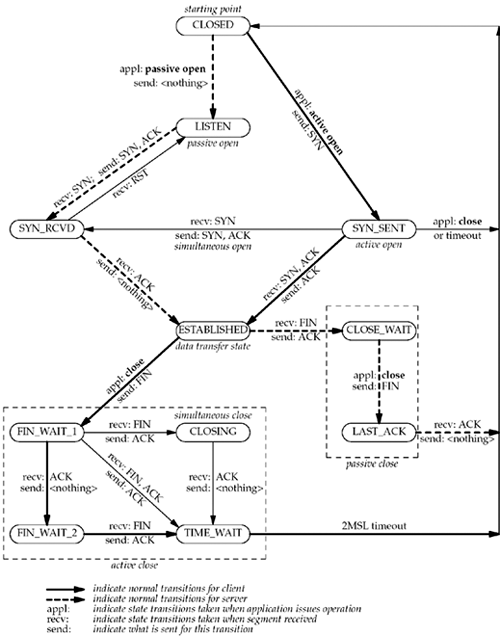 starting point
CLOSED
appl: passive open
send: <nothing>
appl: active open
send: SYN
LISTEN
passive open
recv: SYN; send: SYN, ACK
recv: RST
SYN_RCVD
recv: SYN
send: SYN, ACK
simultaneous open
SYN_SENT
active open
appl: close
or timeout
recv: ACK
send: <nothing>
recv: SYN, ACK
send: ACK
ESTABLISHED
data transfer state
recv: FIN
send: ACK
CLOSE_WAIT
appl: close
send: FIN
appl: close
send: FIN
LAST_ACK
passive close
recv: ACK
send: <nothing>
simultaneous close
FIN_WAIT_1
recv: FIN
send: ACK
CLOSING
recv: ACK
send: <nothing>
recv: FIN, ACK
send: ACK
recv: ACK
send: <nothing>
FIN_WAIT_2
recv: FIN
send: ACK
TIME_WAIT
2MSL timeout
active close
indicate normal transitions for client
indicate normal transitions for server
appl: indicate state transitions taken when application issues operation
recv: indicate state transitions taken when segment received
send: indicate what is sent for this transition